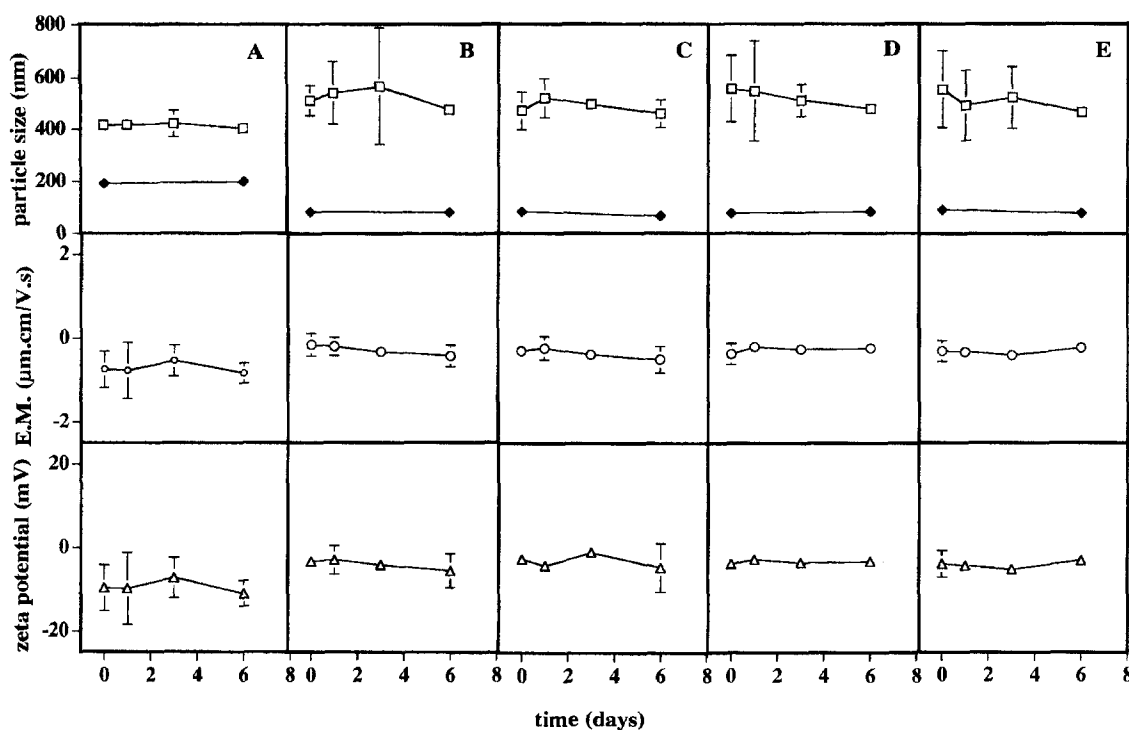 A B C D E
particle size (nm)
800
600
400
200
0
E.M. (µm.cm/V.s)
2
-0
-2
zeta potential (mV)
20
-0
-20
0 2 4 6 8 0 2 4 6 8 0 2 4 6 8 0 2 4 6 8 0 2 4 6 8
time (days)